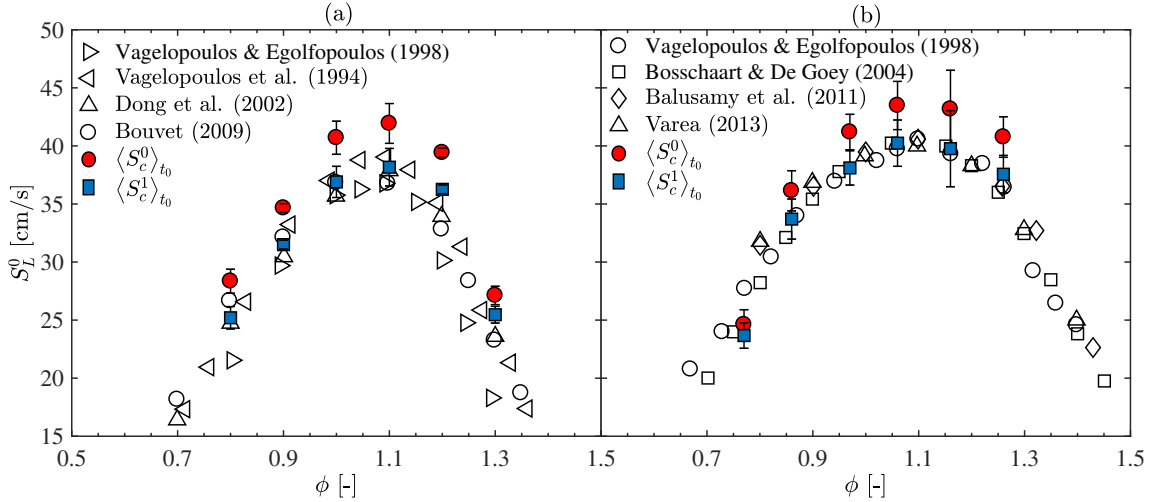 (a)
50
45
40
35
30
25
20
15
S_L^0 [cm/s]
Vagelopoulos & Egolfopoulos (1998)
Vagelopoulos et al. (1994)
Dong et al. (2002)
Bouvet (2009)
⟨S_c^0⟩_{t_0}
⟨S_c^1⟩_{t_0}
0.5 0.7 0.9 1.1 1.3 1.5
ϕ [-]
(b)
Vagelopoulos & Egolfopoulos (1998)
Bosschaart & De Goey (2004)
Balusamy et al. (2011)
Varea (2013)
⟨S_c^0⟩_{t_0}
⟨S_c^1⟩_{t_0}
0.7 0.9 1.1 1.3 1.5
ϕ [-]